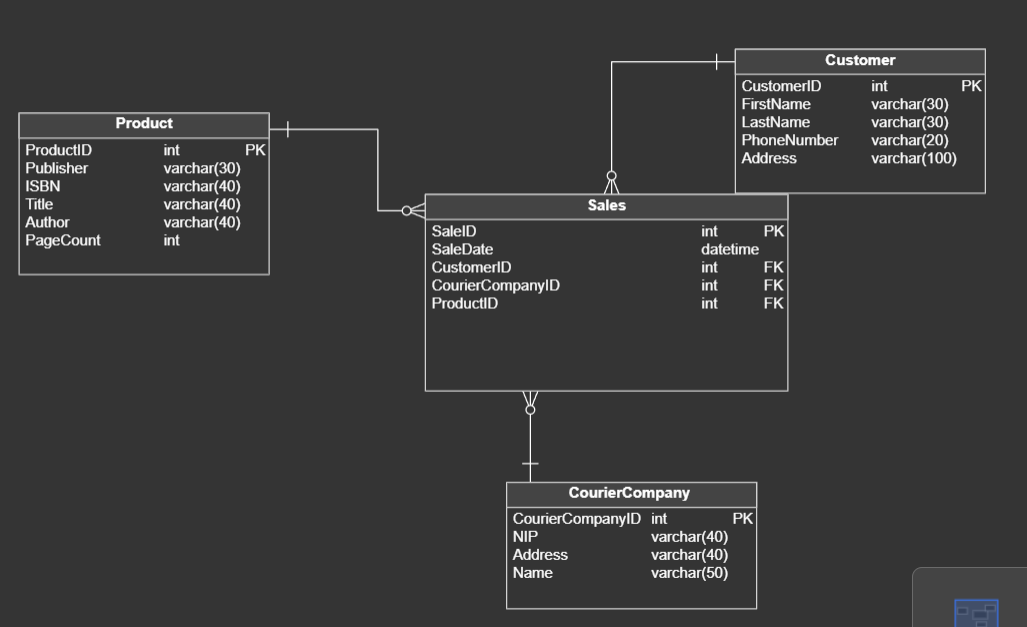 Customer
CustomerID int PK
FirstName varchar(30)
LastName varchar(30)
PhoneNumber varchar(20)
Address varchar(100)
Product
ProductID int PK
Publisher varchar(30)
ISBN varchar(40)
Title varchar(40)
Author varchar(40)
PageCount int
Sales
SaleID int PK
SaleDate datetime
CustomerID int FK
CourierCompanyID int FK
ProductID int FK
CourierCompany
CourierCompanyID int PK
NIP varchar(40)
Address varchar(40)
Name varchar(50)